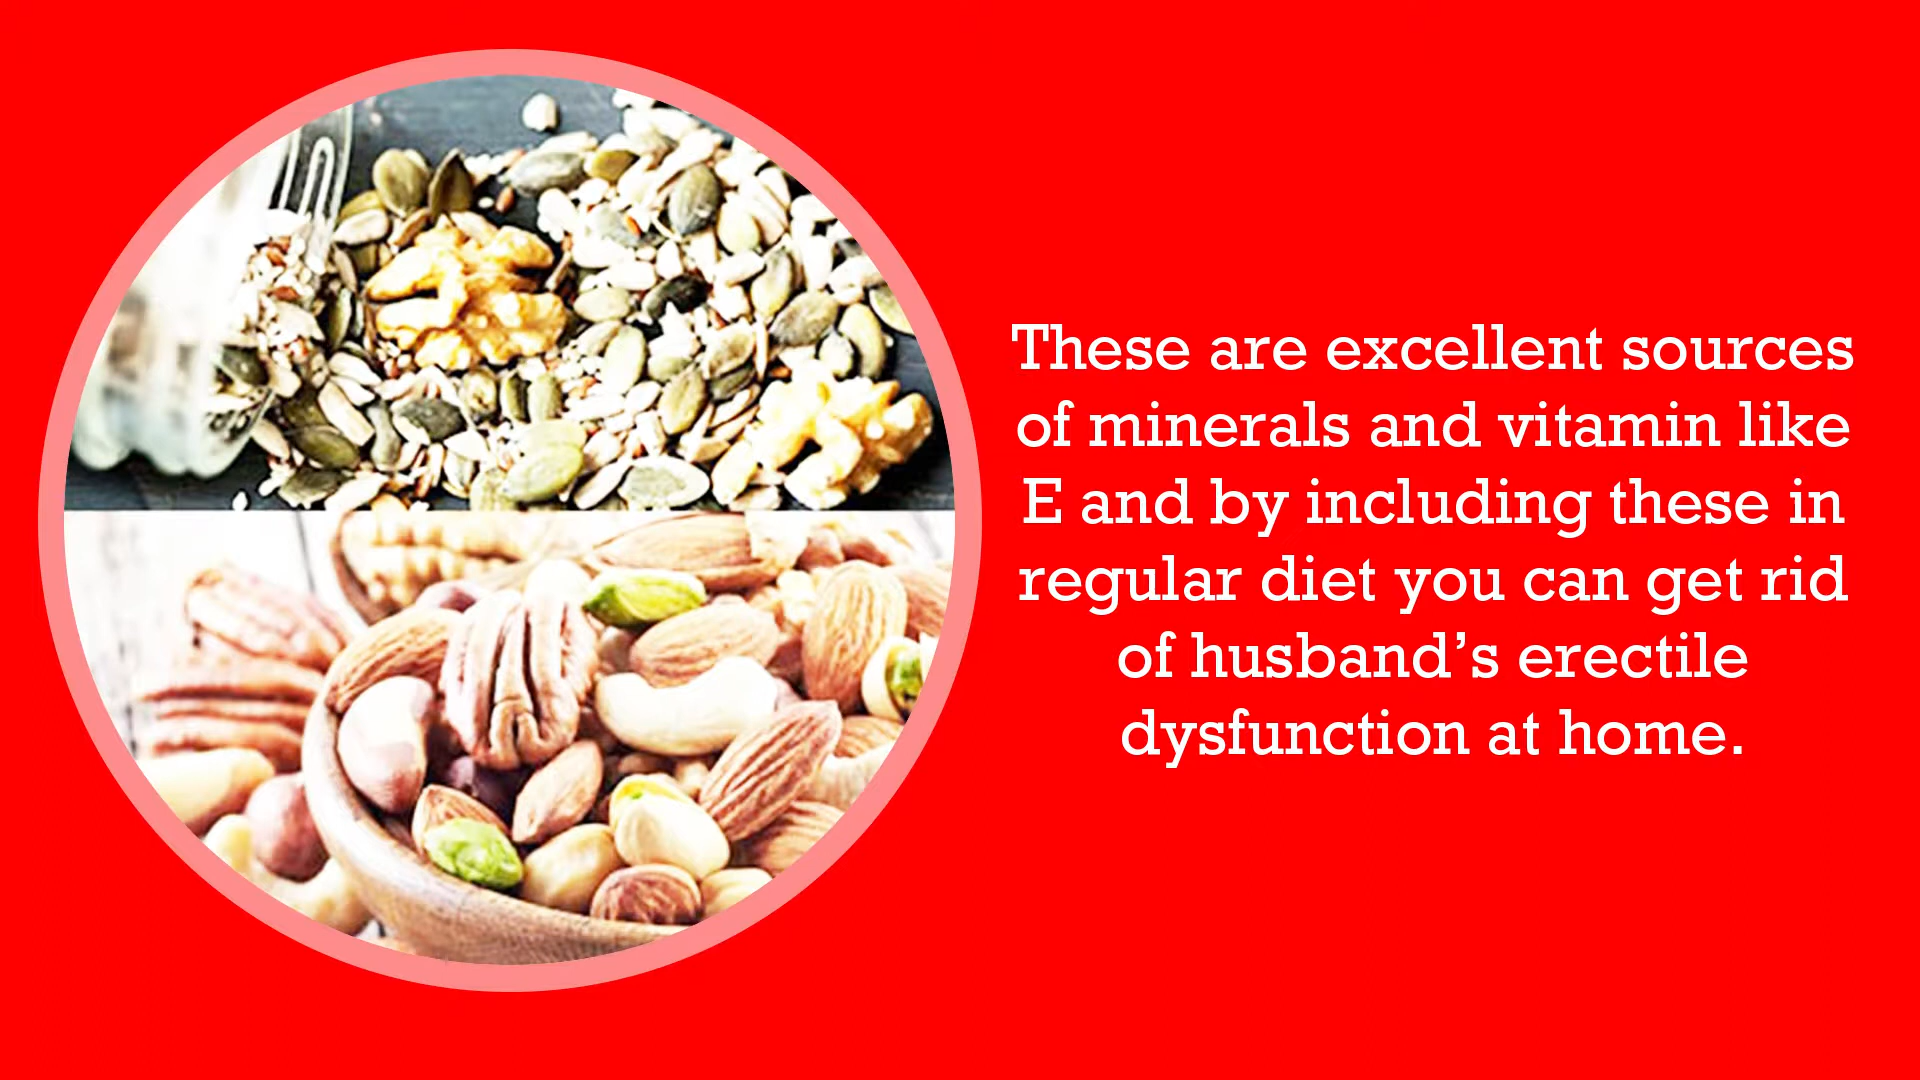 These are excellent sources
of minerals and vitamin like
E and by including these in
regular diet you can get rid
of husband’s erectile
dysfunction at home.